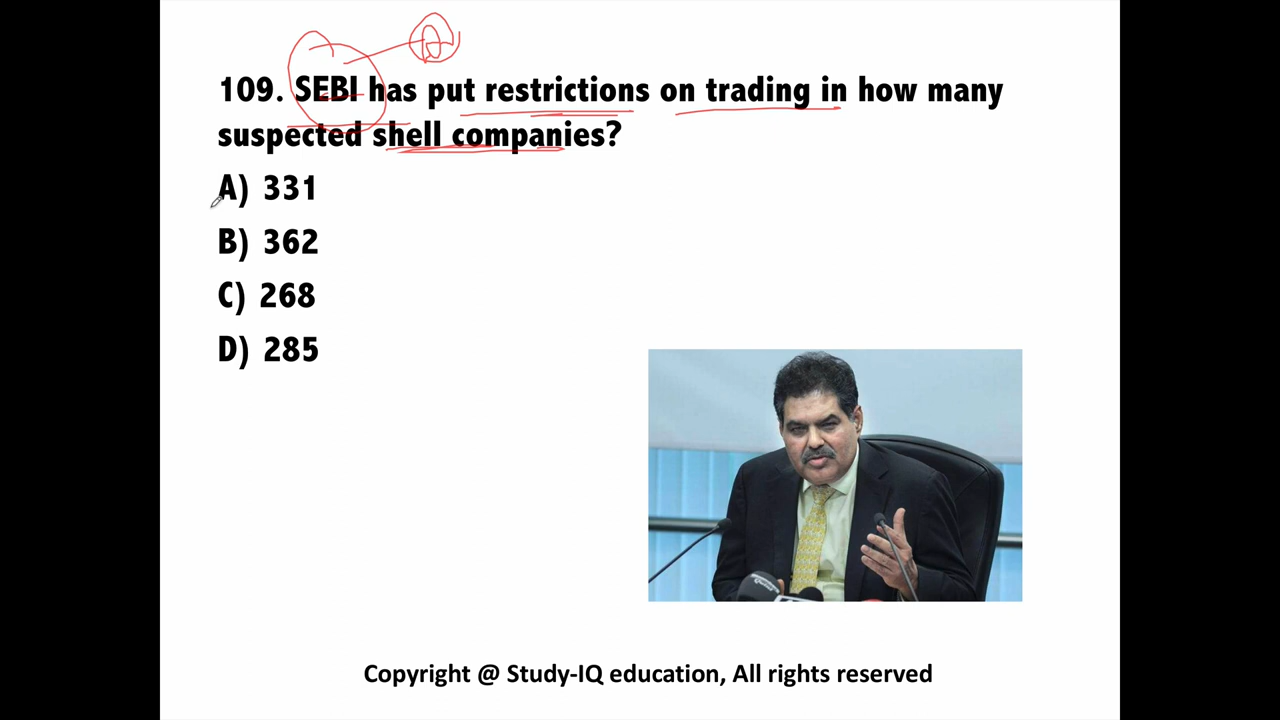 109. SEBI has put restrictions on trading in how many
suspected shell companies?
A) 331
B) 362
C) 268
D) 285
Copyright @ Study-IQ education, All rights reserved